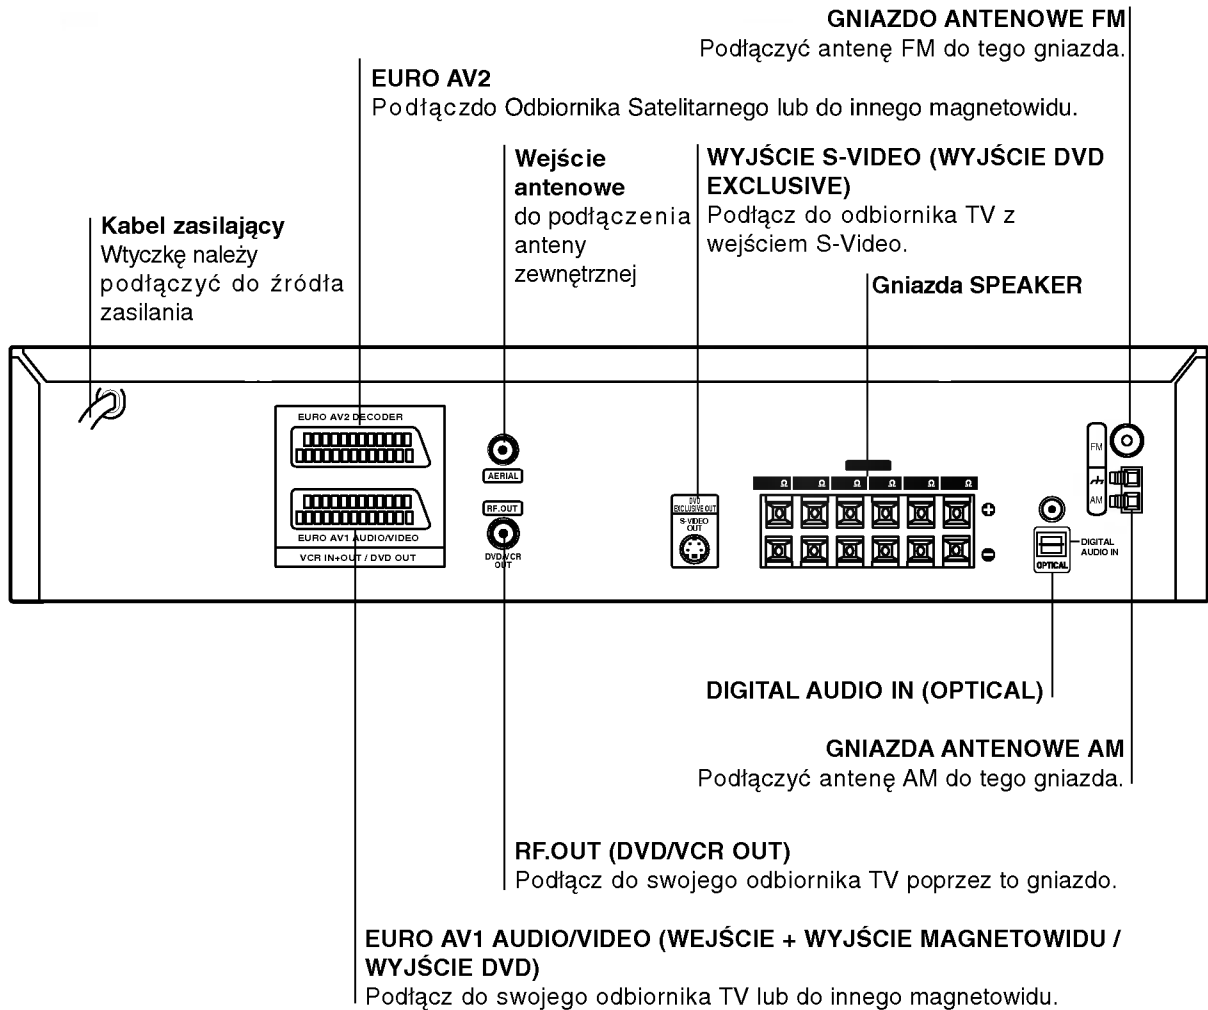 GNIAZDO ANTENOWE FM
Podłączyć antenę FM do tego gniazda.
EURO AV2
Podłączdo Odbiornika Satelitarnego lub do innego magnetowidu.
Wejście
antenowe
do podłączenia
anteny
zewnętrznej
WYJŚCIE S-VIDEO (WYJŚCIE DVD
EXCLUSIVE)
Podłącz do odbiornika TV z
wejściem S-Video.
Kabel zasilający
Wtyczkę należy
podłączyć do źródła
zasilania
Gniazda SPEAKER
EURO AV2 DECODER
EURO AV1 AUDIO/VIDEO
VCR IN+OUT / DVD OUT
AERIAL
RF.OUT
DVD/VCR
OUT
DVD
EXCLUSIVE OUT
S-VIDEO
OUT
Ω Ω Ω Ω Ω Ω
FM
AM
DIGITAL
AUDIO IN
OPTICAL
DIGITAL AUDIO IN (OPTICAL)
GNIAZDA ANTENOWE AM
Podłączyć antenę AM do tego gniazda.
RF.OUT (DVD/VCR OUT)
Podłącz do swojego odbiornika TV poprzez to gniazdo.
EURO AV1 AUDIO/VIDEO (WEJŚCIE + WYJŚCIE MAGNETOWIDU /
WYJŚCIE DVD)
Podłącz do swojego odbiornika TV lub do innego magnetowidu.